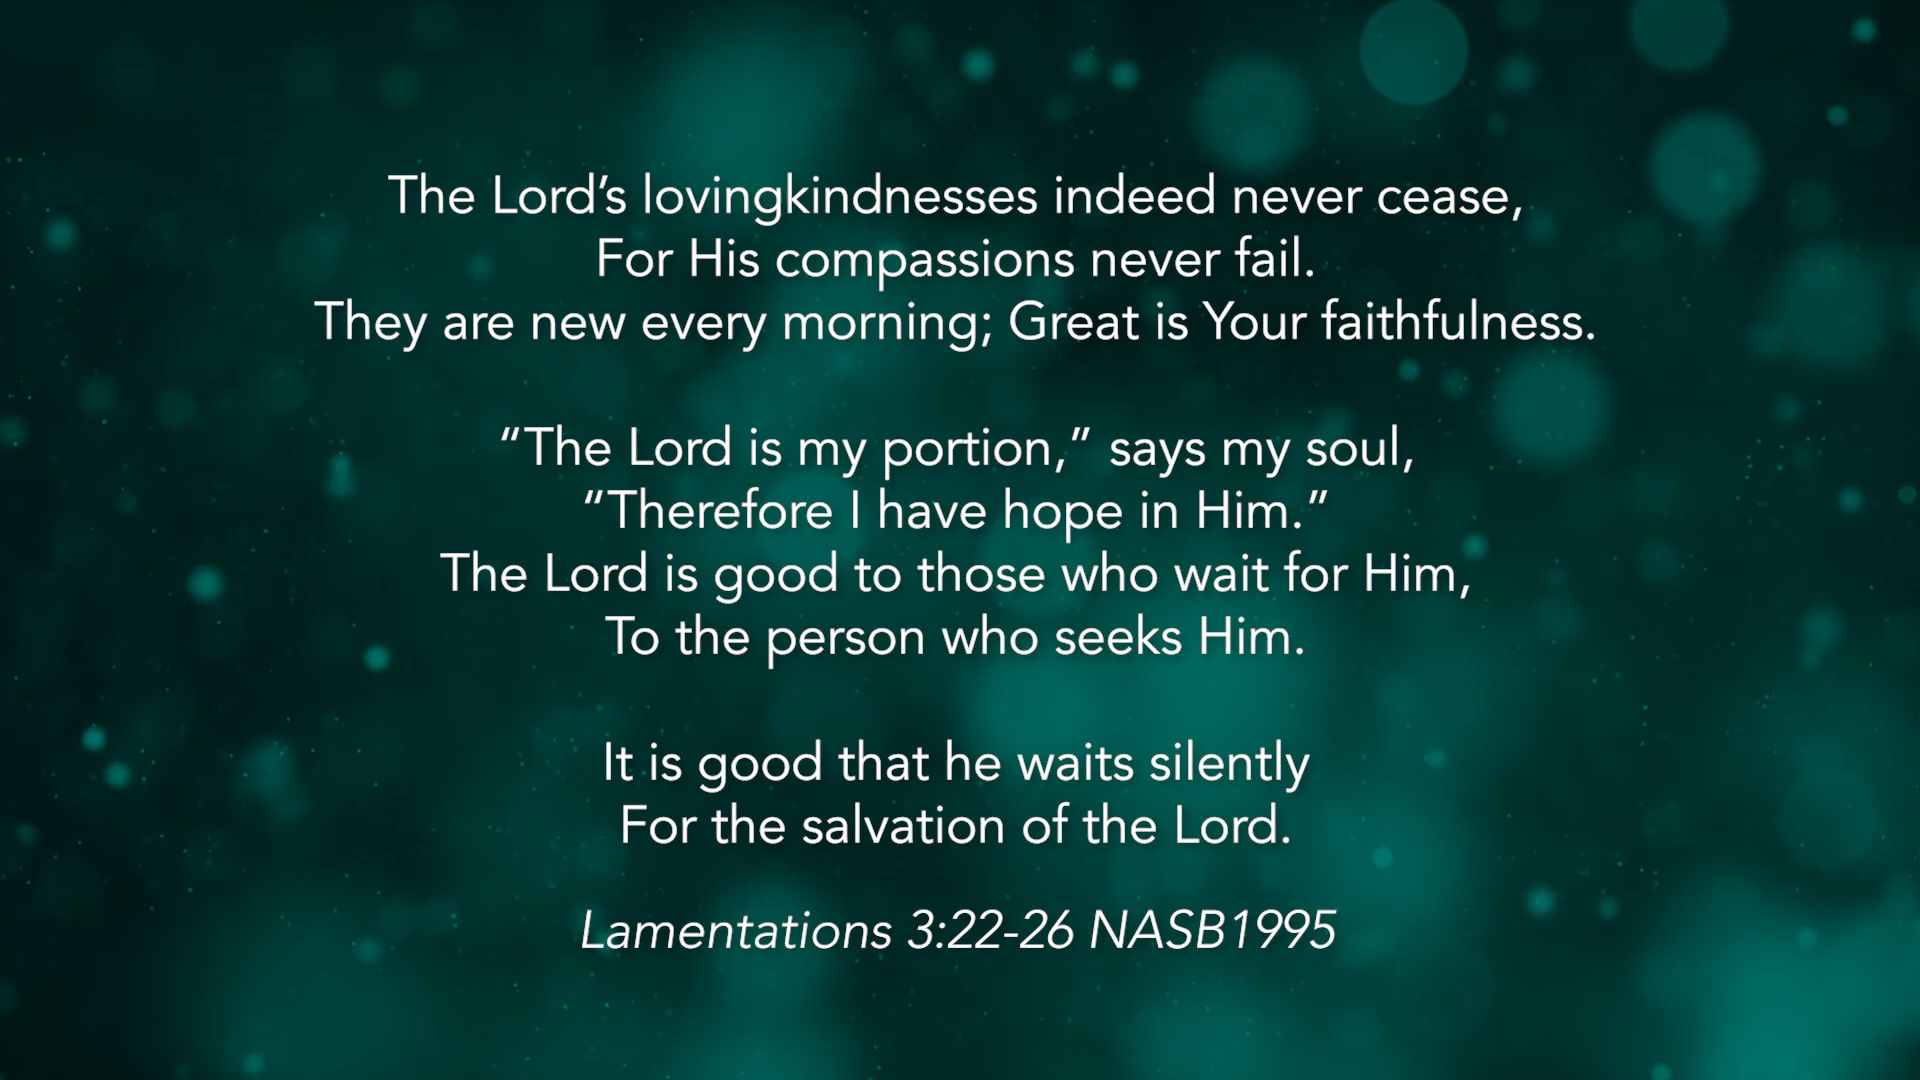 The Lord’s lovingkindnesses indeed never cease,
For His compassions never fail.
They are new every morning; Great is Your faithfulness.
“The Lord is my portion,” says my soul,
“Therefore I have hope in Him.”
The Lord is good to those who wait for Him,
To the person who seeks Him.
It is good that he waits silently
For the salvation of the Lord.
Lamentations 3:22-26 NASB1995